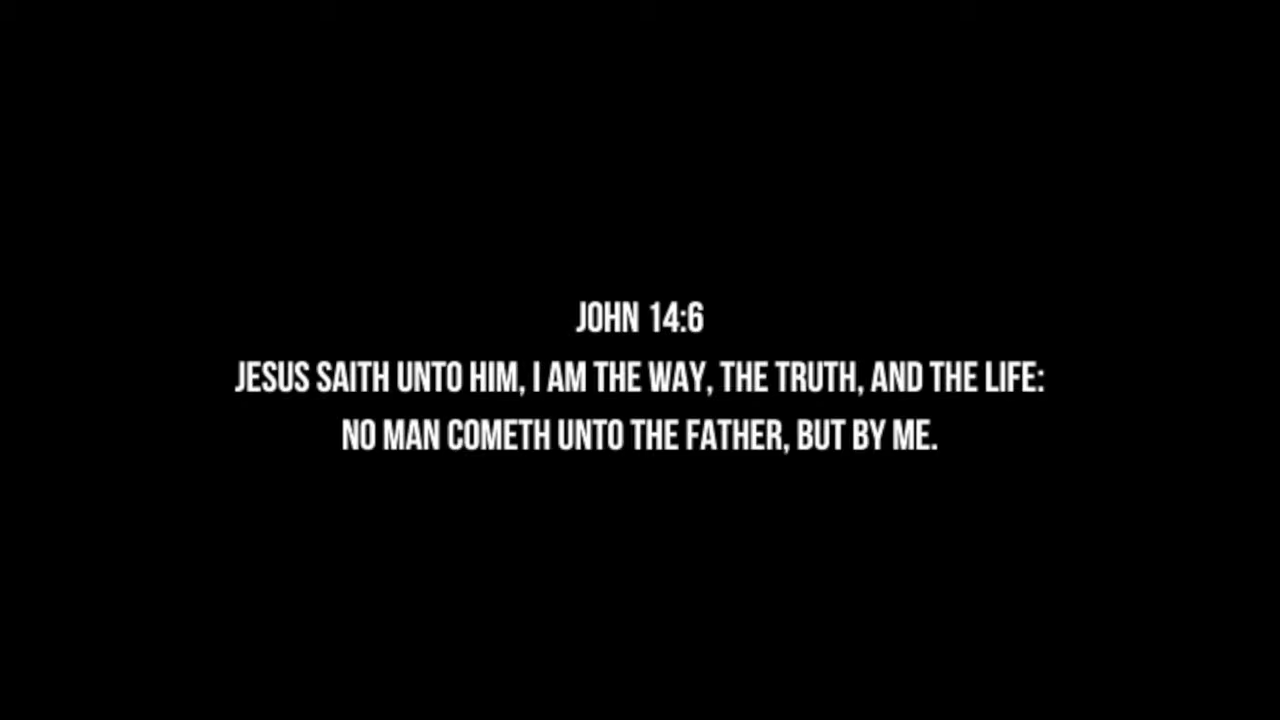 JOHN 14:6
JESUS SAITH UNTO HIM, I AM THE WAY, THE TRUTH, AND THE LIFE:
NO MAN COMETH UNTO THE FATHER, BUT BY ME.